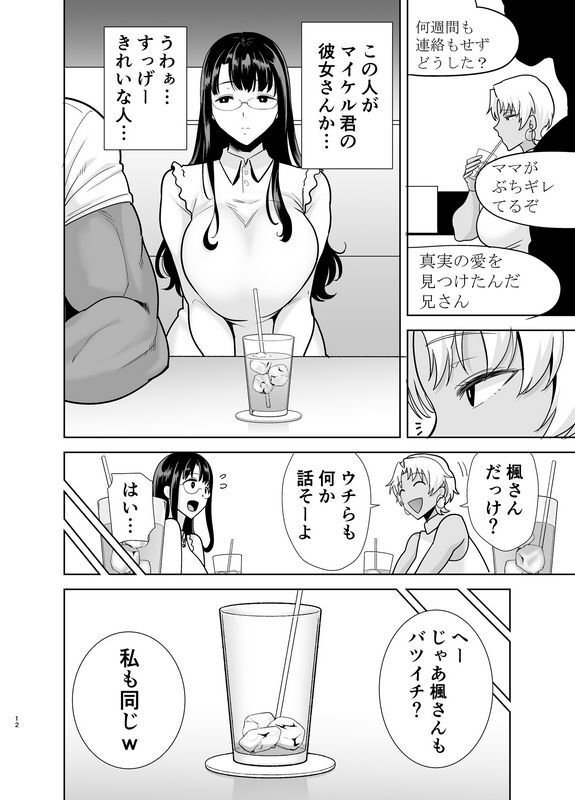 何週間も
連絡もせず
どうした？
ママが
ぶちギレ
てるぞ
真実の愛を
見つけたんだ
兄さん
この人が
マイケル君の
彼女さんか…
うわぁ…
すっげー
きれいな人…
楓さん
だっけ？
ウチらも
何か
話そーよ
はい…
へー
じゃあ楓さんも
バツイチ？
私も同じｗ
12